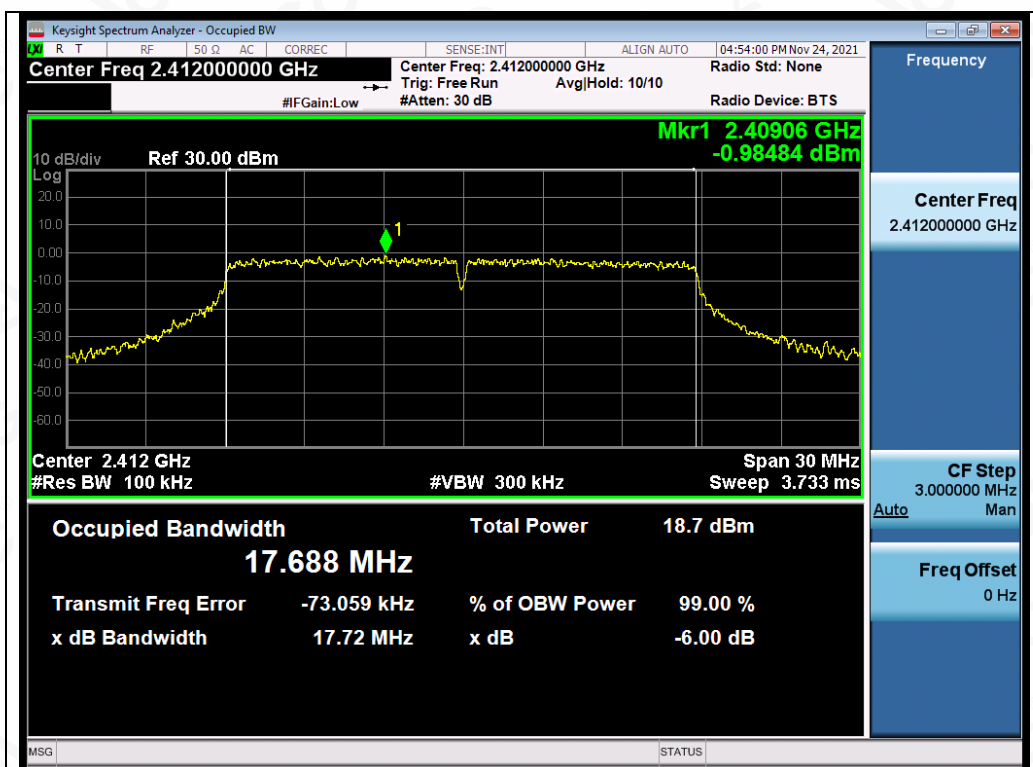 Keysight Spectrum Analyzer - Occupied BW
LXI R T RF 50 Ω AC CORREC SENSE:INT ALIGN AUTO 04:54:00 PM Nov 24, 2021
Center Freq 2.412000000 GHz Center Freq: 2.412000000 GHz Radio Std: None
Trig: Free Run Avg|Hold: 10/10
#IFGain:Low #Atten: 30 dB Radio Device: BTS
Frequency
Mkr1 2.40906 GHz
10 dB/div Ref 30.00 dBm -0.98484 dBm
Log
20.0
10.0
1
0.00
-10.0
-20.0
-30.0
-40.0
-50.0
-60.0
Center 2.412 GHz Span 30 MHz
#Res BW 100 kHz #VBW 300 kHz Sweep 3.733 ms
Center Freq
2.412000000 GHz
CF Step
3.000000 MHz
Auto Man
Freq Offset
0 Hz
Occupied Bandwidth Total Power 18.7 dBm
17.688 MHz
Transmit Freq Error -73.059 kHz % of OBW Power 99.00 %
x dB Bandwidth 17.72 MHz x dB -6.00 dB
MSG STATUS